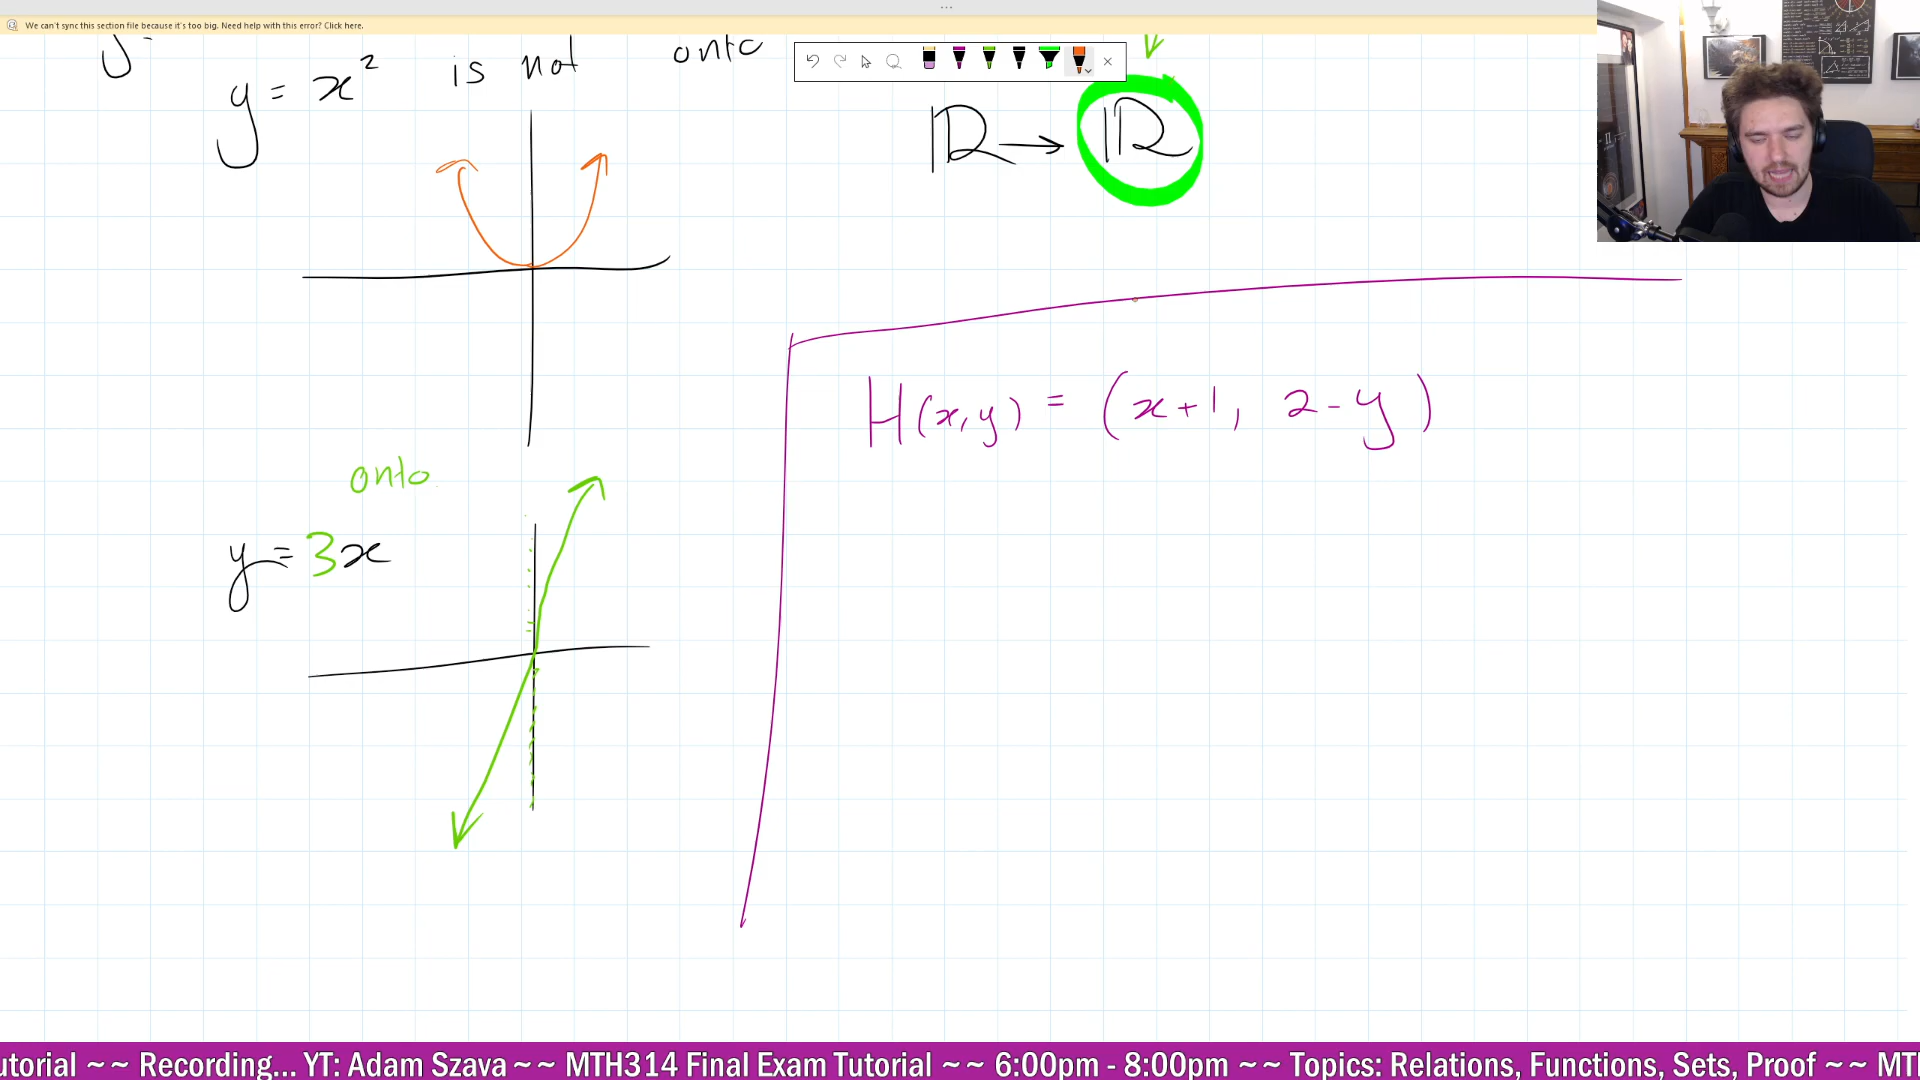 We can't sync this section file because it's too big. Need help with this error? Click here.
y = x² is not onto
ℝ → ℝ
H(x, y) = (x+1, 2-y)
onto
y = 3x
utorial ~~ Recording... YT: Adam Szava ~~ MTH314 Final Exam Tutorial ~~ 6:00pm - 8:00pm ~~ Topics: Relations, Functions, Sets, Proof ~~ MT